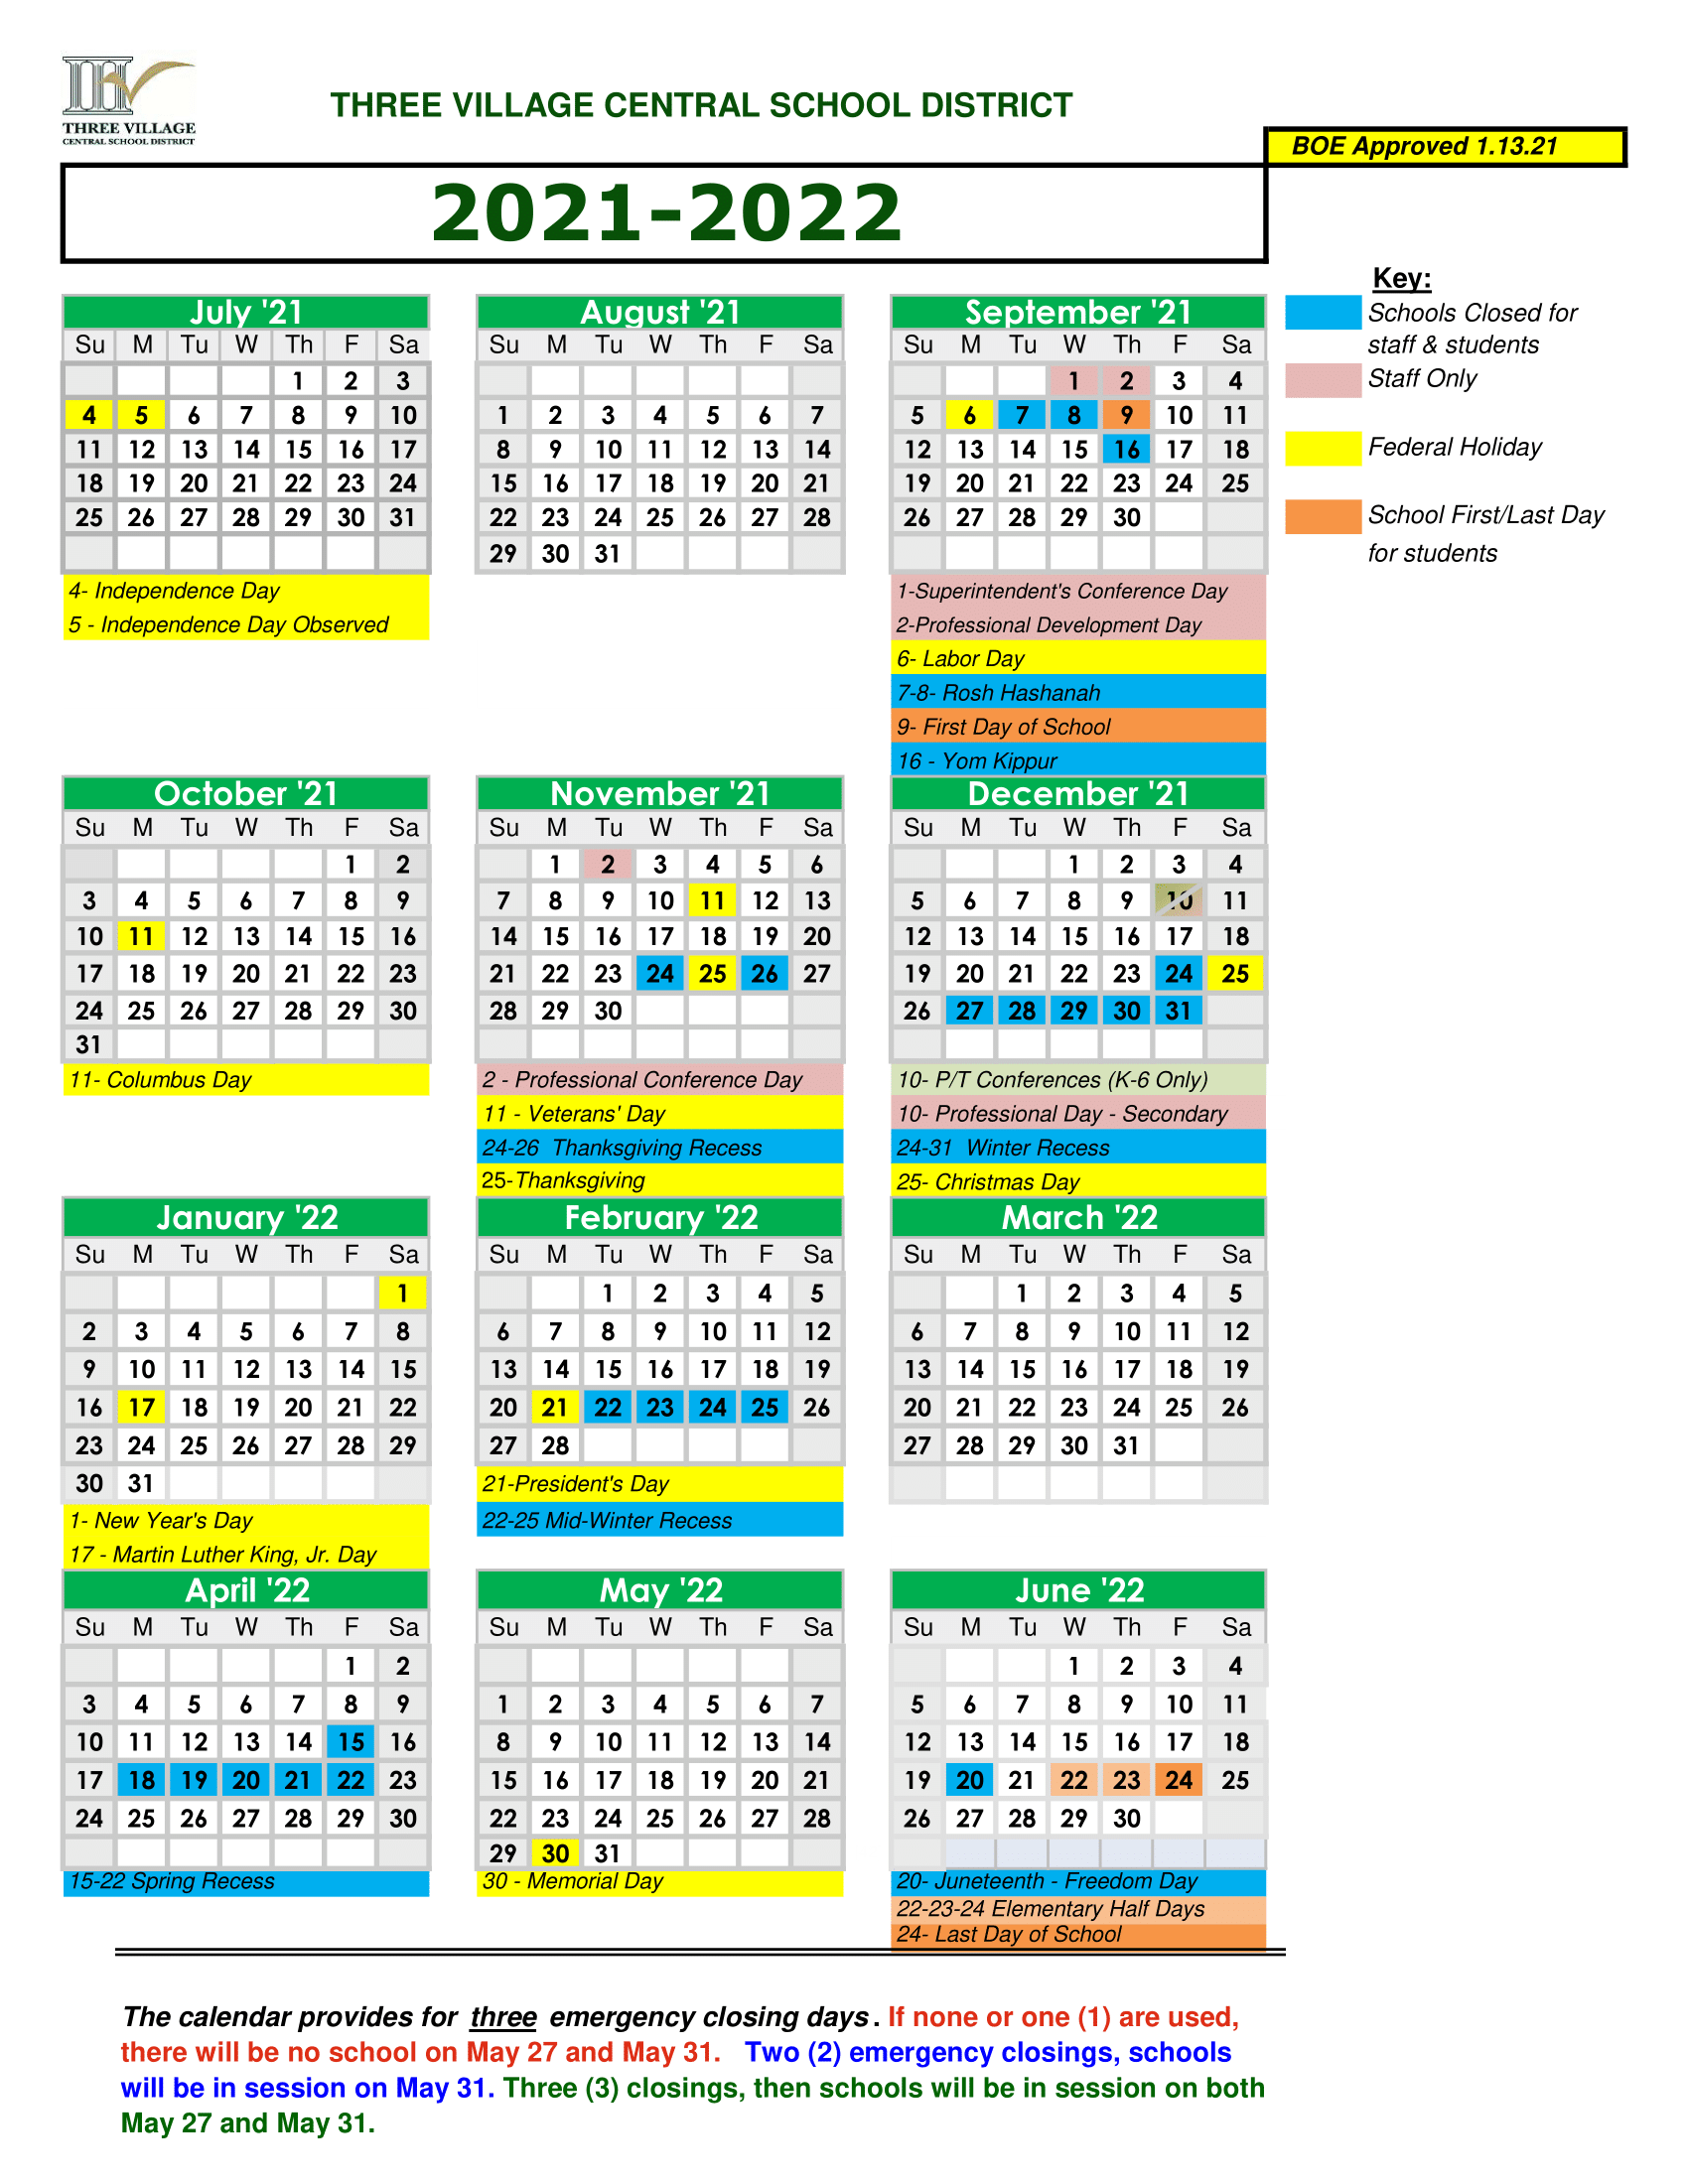 THREE VILLAGE
CENTRAL SCHOOL DISTRICT
THREE VILLAGE CENTRAL SCHOOL DISTRICT
BOE Approved 1.13.21
2021-2022
Key:
Schools Closed for
staff & students
Staff Only
Federal Holiday
School First/Last Day
for students
July '21
Su M Tu W Th F Sa
1 2 3
4 5 6 7 8 9 10
11 12 13 14 15 16 17
18 19 20 21 22 23 24
25 26 27 28 29 30 31
4- Independence Day
5 - Independence Day Observed
August '21
Su M Tu W Th F Sa
1 2 3 4 5 6 7
8 9 10 11 12 13 14
15 16 17 18 19 20 21
22 23 24 25 26 27 28
29 30 31
September '21
Su M Tu W Th F Sa
1 2 3 4
5 6 7 8 9 10 11
12 13 14 15 16 17 18
19 20 21 22 23 24 25
26 27 28 29 30
1-Superintendent's Conference Day
2-Professional Development Day
6- Labor Day
7-8- Rosh Hashanah
9- First Day of School
16 - Yom Kippur
October '21
Su M Tu W Th F Sa
1 2
3 4 5 6 7 8 9
10 11 12 13 14 15 16
17 18 19 20 21 22 23
24 25 26 27 28 29 30
31
11- Columbus Day
November '21
Su M Tu W Th F Sa
1 2 3 4 5 6
7 8 9 10 11 12 13
14 15 16 17 18 19 20
21 22 23 24 25 26 27
28 29 30
2 - Professional Conference Day
11 - Veterans' Day
24-26 Thanksgiving Recess
25-Thanksgiving
December '21
Su M Tu W Th F Sa
1 2 3 4
5 6 7 8 9 10 11
12 13 14 15 16 17 18
19 20 21 22 23 24 25
26 27 28 29 30 31
10- P/T Conferences (K-6 Only)
10- Professional Day - Secondary
24-31 Winter Recess
25- Christmas Day
January '22
Su M Tu W Th F Sa
1
2 3 4 5 6 7 8
9 10 11 12 13 14 15
16 17 18 19 20 21 22
23 24 25 26 27 28 29
30 31
1- New Year's Day
17 - Martin Luther King, Jr. Day
February '22
Su M Tu W Th F Sa
1 2 3 4 5
6 7 8 9 10 11 12
13 14 15 16 17 18 19
20 21 22 23 24 25 26
27 28
21-President's Day
22-25 Mid-Winter Recess
March '22
Su M Tu W Th F Sa
1 2 3 4 5
6 7 8 9 10 11 12
13 14 15 16 17 18 19
20 21 22 23 24 25 26
27 28 29 30 31
April '22
Su M Tu W Th F Sa
1 2
3 4 5 6 7 8 9
10 11 12 13 14 15 16
17 18 19 20 21 22 23
24 25 26 27 28 29 30
15-22 Spring Recess
May '22
Su M Tu W Th F Sa
1 2 3 4 5 6 7
8 9 10 11 12 13 14
15 16 17 18 19 20 21
22 23 24 25 26 27 28
29 30 31
30 - Memorial Day
June '22
Su M Tu W Th F Sa
1 2 3 4
5 6 7 8 9 10 11
12 13 14 15 16 17 18
19 20 21 22 23 24 25
26 27 28 29 30
20- Juneteenth - Freedom Day
22-23-24 Elementary Half Days
24- Last Day of School
The calendar provides for three emergency closing days. If none or one (1) are used,
there will be no school on May 27 and May 31. Two (2) emergency closings, schools
will be in session on May 31. Three (3) closings, then schools will be in session on both
May 27 and May 31.